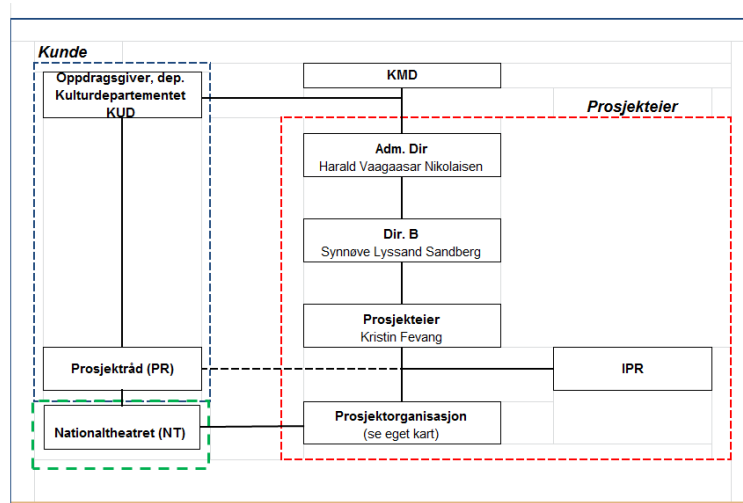 Kunde
Oppdragsgiver, dep.
Kulturdepartementet
KUD
KMD
Prosjekteier
Adm. Dir
Harald Vaagaasar Nikolaisen
Dir. B
Synnøve Lyssand Sandberg
Prosjekteier
Kristin Fevang
Prosjektråd (PR)
IPR
Nationaltheatret (NT)
Prosjektorganisasjon
(se eget kart)